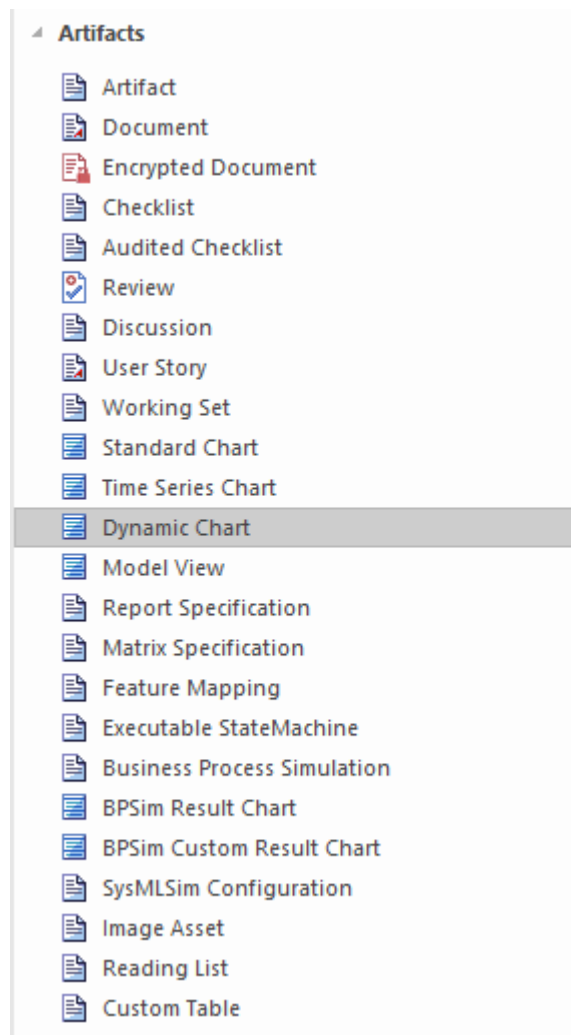 Artifacts
Artifact
Document
Encrypted Document
Checklist
Audited Checklist
Review
Discussion
User Story
Working Set
Standard Chart
Time Series Chart
Dynamic Chart
Model View
Report Specification
Matrix Specification
Feature Mapping
Executable StateMachine
Business Process Simulation
BPSim Result Chart
BPSim Custom Result Chart
SysMLSim Configuration
Image Asset
Reading List
Custom Table